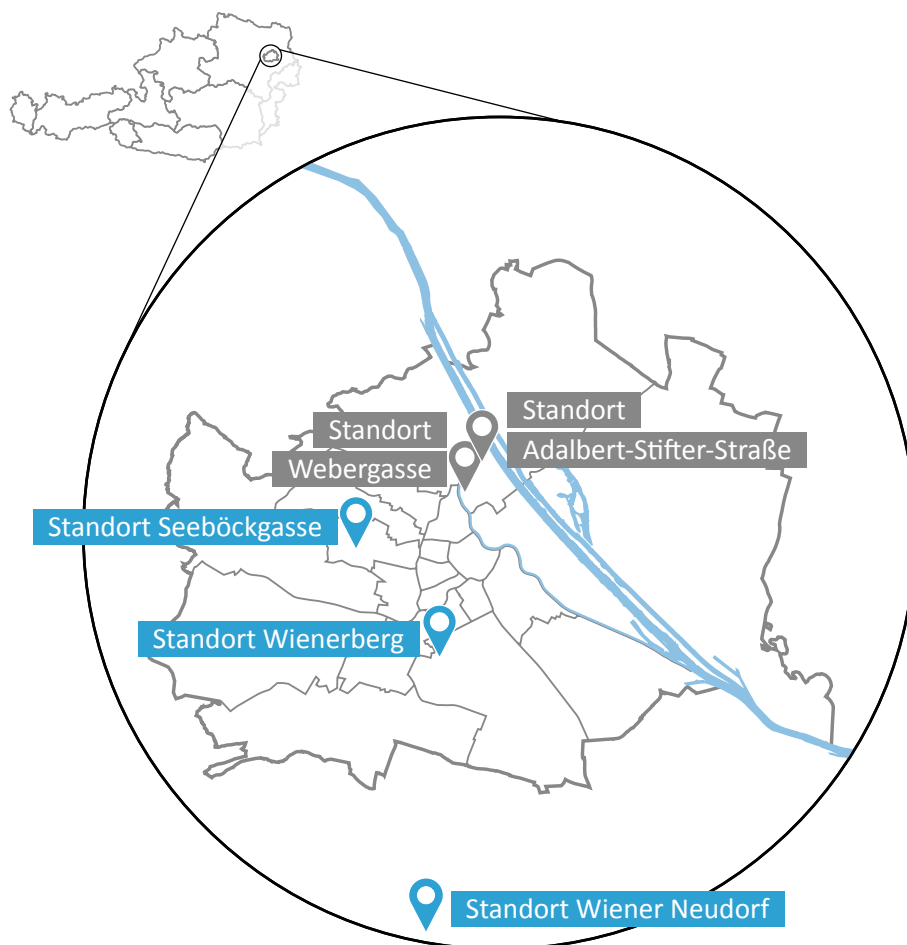 Standort
Adalbert-Stifter-Straße
Standort
Webergasse
Standort Seeböckgasse
Standort Wienerberg
Standort Wiener Neudorf